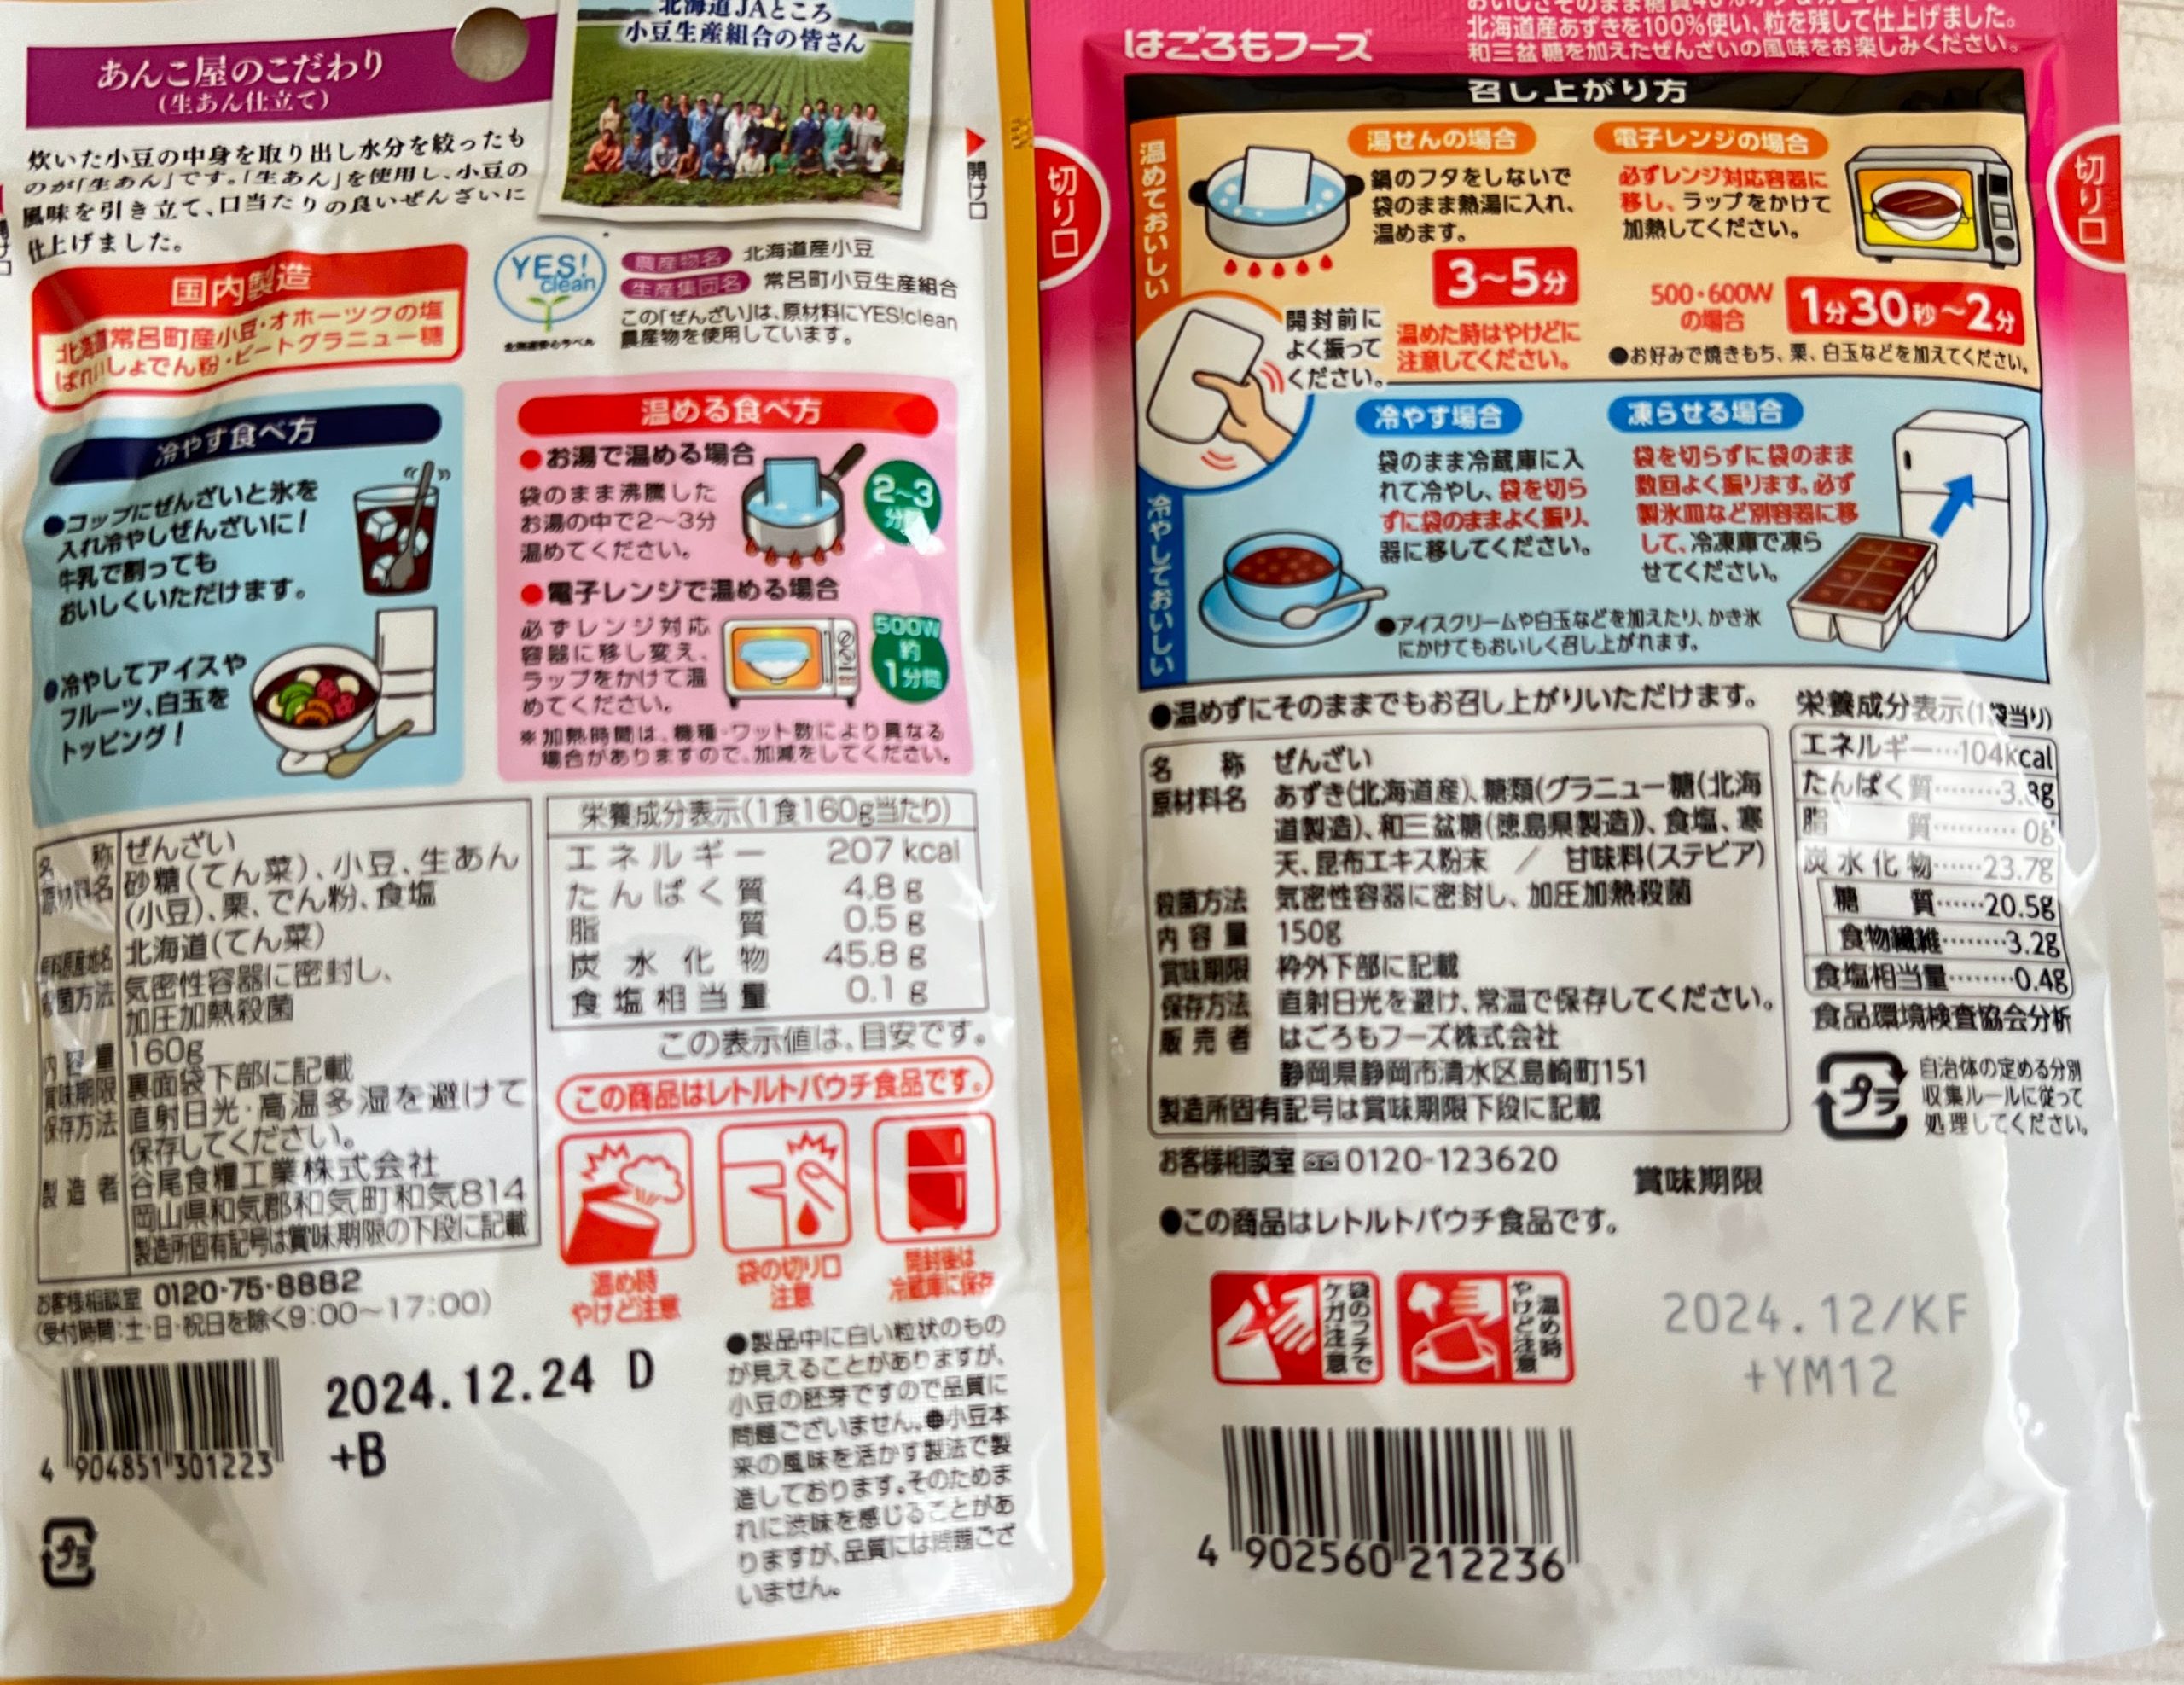 あんこ屋のこだわり
(生あん仕立て)
炊いた小豆の中身を取り出し水分を絞ったも
のが「生あん」です。「生あん」を使用し、小豆の
風味を引き立て、口当たりの良いぜんざいに
仕上げました。
北海道JAところ
小豆生産組合の皆さん
開け口
国内製造
北海道常呂町産小豆・オホーツクの塩
ばれいしょでん粉・ビートグラニュー糖
YES!
clean
北海道安心ラベル
農産物名 北海道産小豆
生産集団名 常呂町小豆生産組合
この「ぜんざい」は、原材料にYES!clean
農産物を使用しています。
冷やす食べ方
●コップにぜんざいと氷を
入れ冷やしぜんざいに!
牛乳で割っても
おいしくいただけます。
●冷やしてアイスや
フルーツ、白玉を
トッピング!
温める食べ方
●お湯で温める場合
袋のまま沸騰した
お湯の中で2〜3分
温めてください。
2〜3
分間
●電子レンジで温める場合
必ずレンジ対応
容器に移し変え、
ラップをかけて温
めてください。
500W
約
1分間
※加熱時間は、機種・ワット数により異なる
場合がありますので、加減をしてください。
名称 ぜんざい
原材料名 砂糖(てん菜)、小豆、生あん
(小豆)、栗、でん粉、食塩
原料原産地名 北海道(てん菜)
殺菌方法 気密性容器に密封し、
加圧加熱殺菌
内容量 160g
賞味期限 裏面袋下部に記載
保存方法 直射日光・高温多湿を避けて
保存してください。
製造者 谷尾食糧工業株式会社
岡山県和気郡和気町和気814
製造所固有記号は賞味期限の下段に記載
お客様相談室 0120-75-8882
(受付時間:土・日・祝日を除く9:00〜17:00)
栄養成分表示(1食160g当たり)
エネルギー 207 kcal
たんぱく質 4.8 g
脂質 0.5 g
炭水化物 45.8 g
食塩相当量 0.1 g
この表示値は、目安です。
この商品はレトルトパウチ食品です。
温め時
やけど注意
袋の切り口
注意
開封後は
冷蔵庫に保存
2024.12.24 D
+B
4 904851 301223
プラ
●製品中に白い粒状のもの
が見えることがありますが、
小豆の胚芽ですので品質に
問題ございません。●小豆本
来の風味を活かす製法で製
造しております。そのためま
れに渋味を感じることがあ
りますが、品質には問題ござ
いません。
はごろもフーズ
北海道産あずきを100%使い、粒を残して仕上げました。
和三盆糖を加えたぜんざいの風味をお楽しみください。
切り口
切り口
召し上がり方
温めておいしい
湯せんの場合
鍋のフタをしないで
袋のまま熱湯に入れ、
温めます。
3〜5分
温めた時はやけどに
注意してください。
電子レンジの場合
必ずレンジ対応容器に
移し、ラップをかけて
加熱してください。
500・600W
の場合
1分30秒〜2分
●お好みで焼きもち、栗、白玉などを加えてください。
開封前に
よく振って
ください。
冷やしておいしい
冷やす場合
袋のまま冷蔵庫に入
れて冷やし、袋を切ら
ずに袋のままよく振り、
器に移してください。
凍らせる場合
袋を切らずに袋のまま
数回よく振ります。必ず
製氷皿など別容器に移
して、冷凍庫で凍ら
せてください。
●アイスクリームや白玉などを加えたり、かき氷
にかけてもおいしく召し上がれます。
●温めずにそのままでもお召し上がりいただけます。
名称 ぜんざい
原材料名 あずき(北海道産)、糖類(グラニュー糖(北海
道製造)、和三盆糖(徳島県製造))、食塩、寒
天、昆布エキス粉末 / 甘味料(ステビア)
殺菌方法 気密性容器に密封し、加圧加熱殺菌
内容量 150g
賞味期限 枠外下部に記載
保存方法 直射日光を避け、常温で保存してください。
販売者 はごろもフーズ株式会社
静岡県静岡市清水区島崎町151
製造所固有記号は賞味期限下段に記載
栄養成分表示(1袋当り)
エネルギー…104kcal
たんぱく質………3.8g
脂質………0g
炭水化物……23.7g
糖質……20.5g
食物繊維………3.2g
食塩相当量………0.4g
食品環境検査協会分析
プラ
自治体の定める分別
収集ルールに従って
処理してください。
お客様相談室 0120-123620
賞味期限
●この商品はレトルトパウチ食品です。
袋のフチで
ケガ注意
温め時
やけど注意
2024.12/KF
+YM12
4 902560 212236